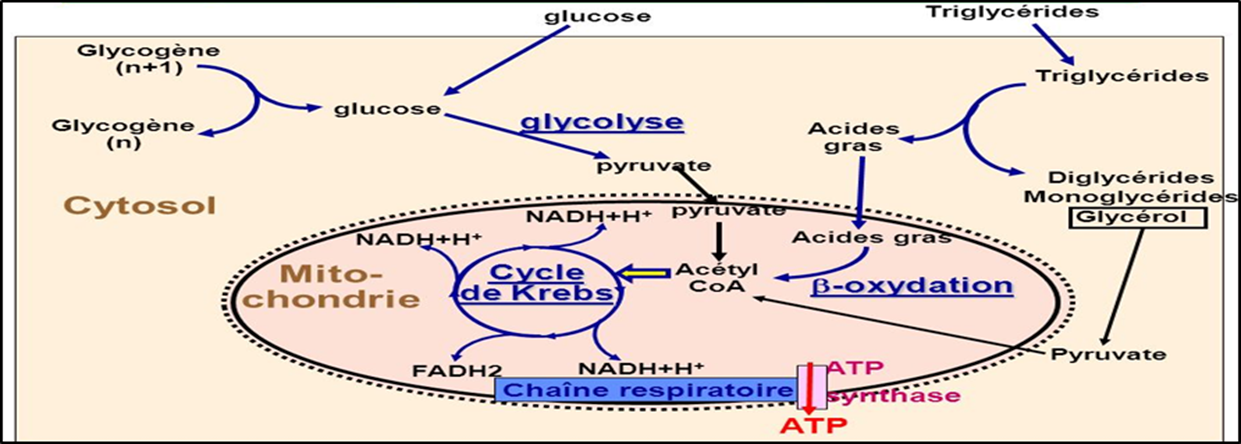 glucose
Triglycérides
Glycogène
(n+1)
Triglycérides
glucose
glycolyse
Glycogène
(n)
Acides
gras
pyruvate
Diglycérides
Monoglycérides
Glycérol
Cytosol
NADH+H⁺
pyruvate
NADH+H⁺
Acides gras
Mito-
chondrie
Cycle
de Krebs
Acétyl
CoA
β-oxydation
Pyruvate
FADH2
NADH+H⁺
ATP
synthase
Chaîne respiratoire
ATP